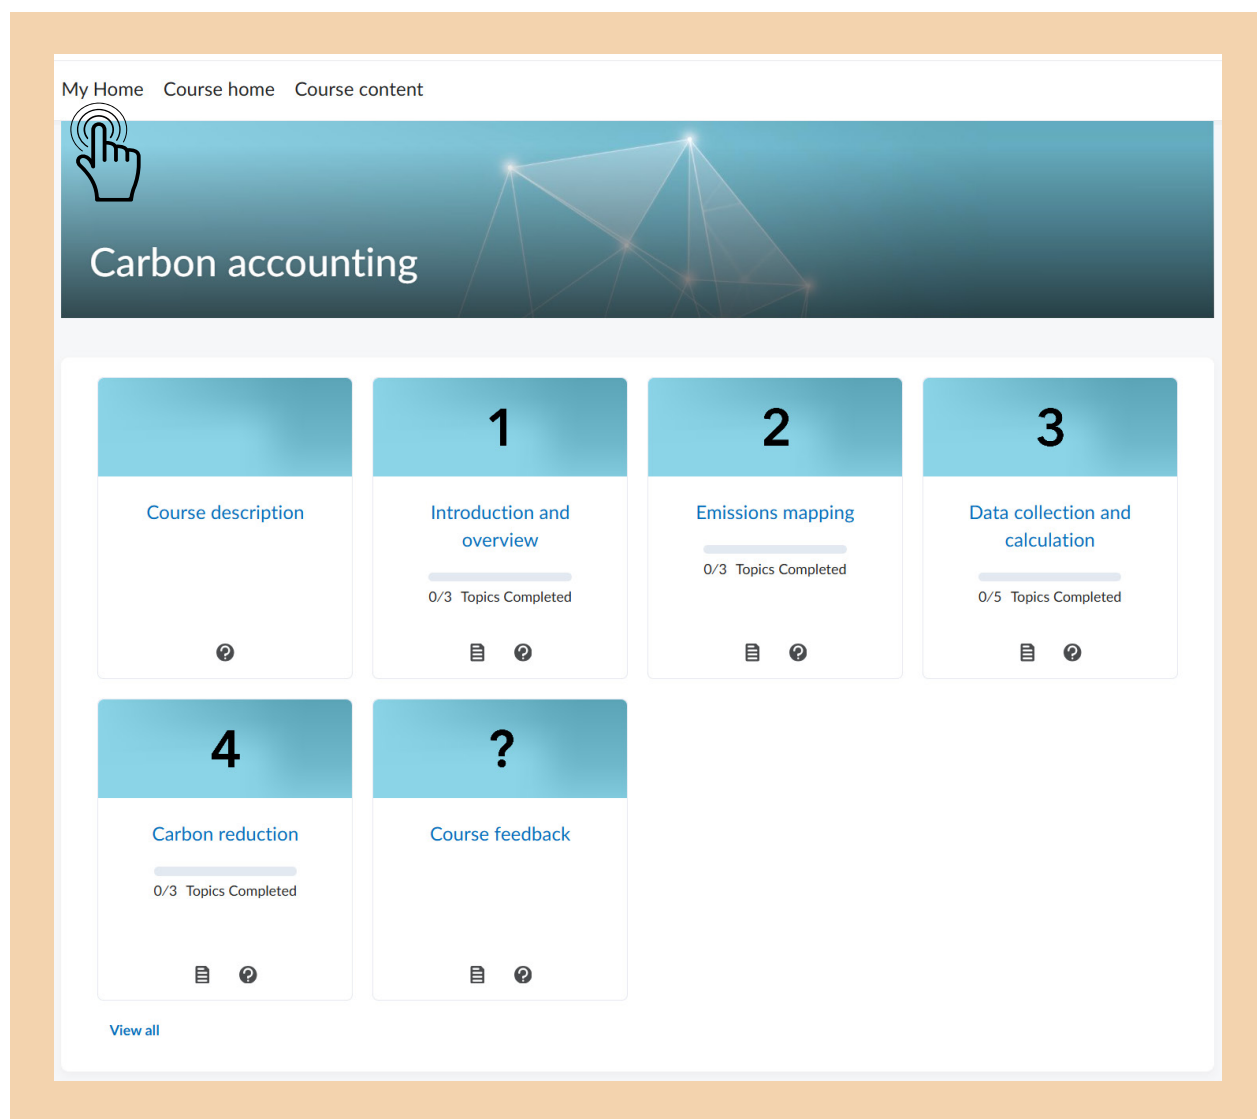 My Home Course home Course content
Carbon accounting
1
2
3
Course description
Introduction and
overview
0/3 Topics Completed
Emissions mapping
0/3 Topics Completed
Data collection and
calculation
0/5 Topics Completed
4
?
Carbon reduction
0/3 Topics Completed
Course feedback
View all